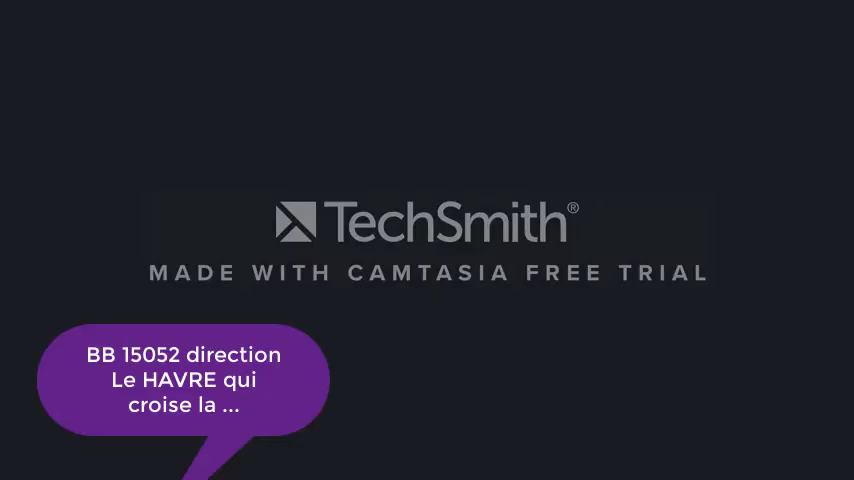 TechSmith®
MADE WITH CAMTASIA FREE TRIAL
BB 15052 direction
Le HAVRE qui
croise la ...